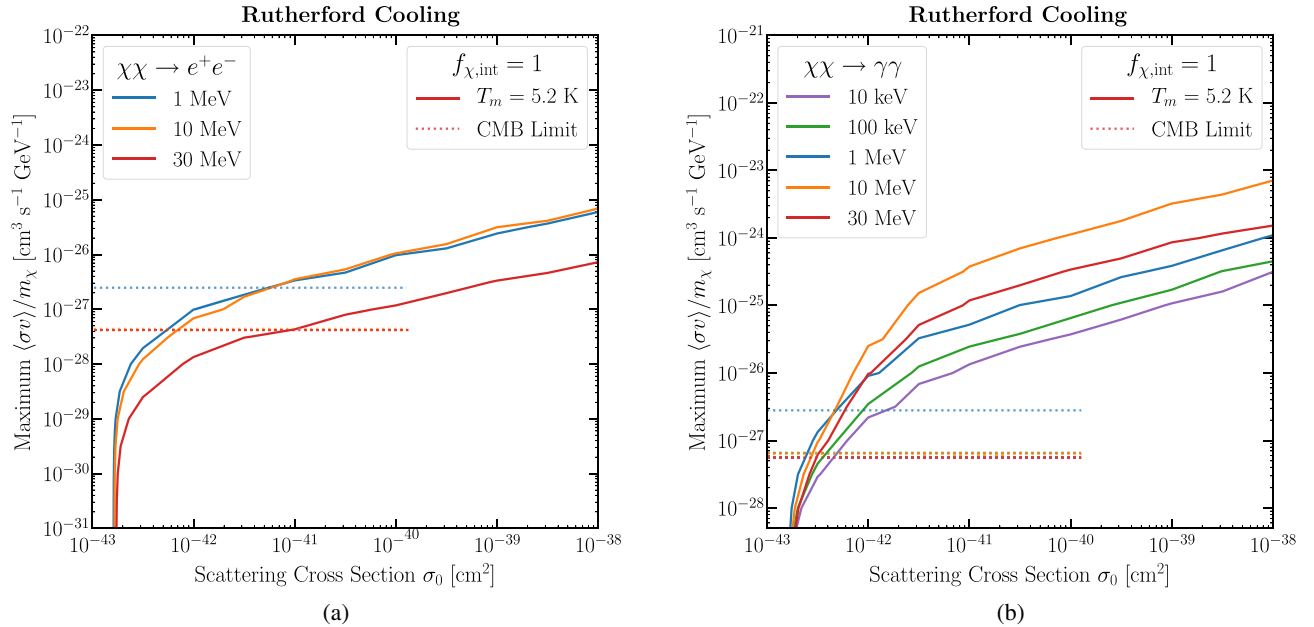 Rutherford Cooling
Maximum ⟨σv⟩/m_χ [cm³ s⁻¹ GeV⁻¹]
10⁻²²
10⁻²³
10⁻²⁴
10⁻²⁵
10⁻²⁶
10⁻²⁷
10⁻²⁸
10⁻²⁹
10⁻³⁰
10⁻³¹
χχ → e⁺e⁻
1 MeV
10 MeV
30 MeV
f_χ,int = 1
T_m = 5.2 K
CMB Limit
10⁻⁴³ 10⁻⁴² 10⁻⁴¹ 10⁻⁴⁰ 10⁻³⁹ 10⁻³⁸
Scattering Cross Section σ₀ [cm²]
(a)
Rutherford Cooling
Maximum ⟨σv⟩/m_χ [cm³ s⁻¹ GeV⁻¹]
10⁻²¹
10⁻²²
10⁻²³
10⁻²⁴
10⁻²⁵
10⁻²⁶
10⁻²⁷
10⁻²⁸
χχ → γγ
10 keV
100 keV
1 MeV
10 MeV
30 MeV
f_χ,int = 1
T_m = 5.2 K
CMB Limit
10⁻⁴³ 10⁻⁴² 10⁻⁴¹ 10⁻⁴⁰ 10⁻³⁹ 10⁻³⁸
Scattering Cross Section σ₀ [cm²]
(b)